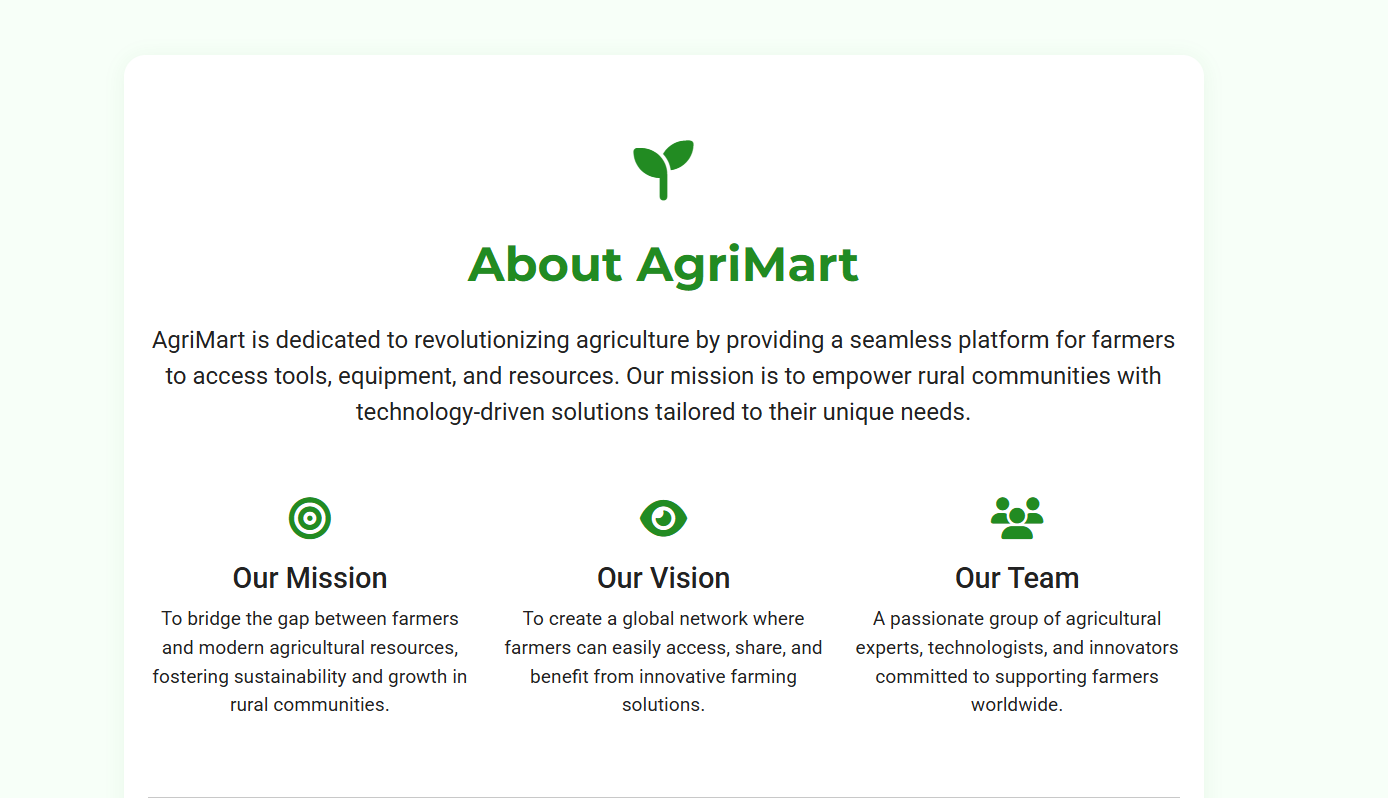 About AgriMart
AgriMart is dedicated to revolutionizing agriculture by providing a seamless platform for farmers
to access tools, equipment, and resources. Our mission is to empower rural communities with
technology-driven solutions tailored to their unique needs.
Our Mission
To bridge the gap between farmers
and modern agricultural resources,
fostering sustainability and growth in
rural communities.
Our Vision
To create a global network where
farmers can easily access, share, and
benefit from innovative farming
solutions.
Our Team
A passionate group of agricultural
experts, technologists, and innovators
committed to supporting farmers
worldwide.